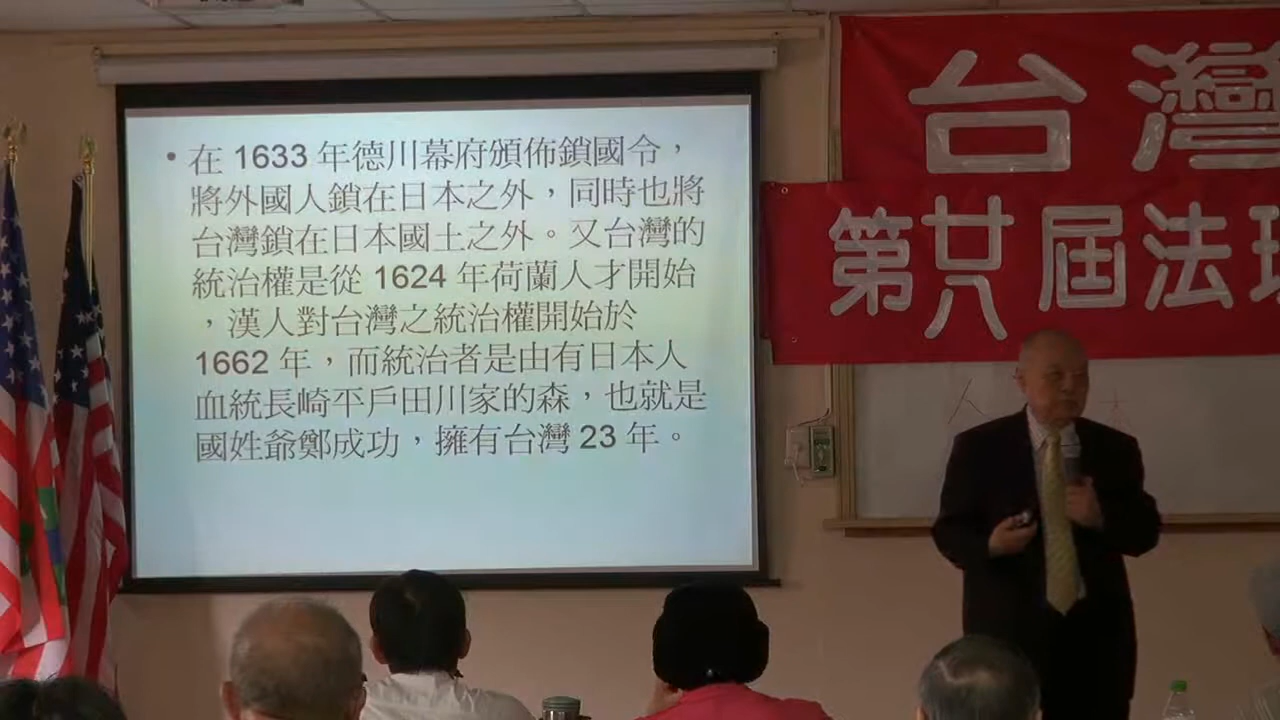 • 在 1633 年德川幕府頒佈鎖國令，
將外國人鎖在日本之外，同時也將
台灣鎖在日本國土之外。又台灣的
統治權是從 1624 年荷蘭人才開始
，漢人對台灣之統治權開始於
1662 年，而統治者是由有日本人
血統長崎平戶田川家的森，也就是
國姓爺鄭成功，擁有台灣 23 年。
台灣
第廿八屆法理